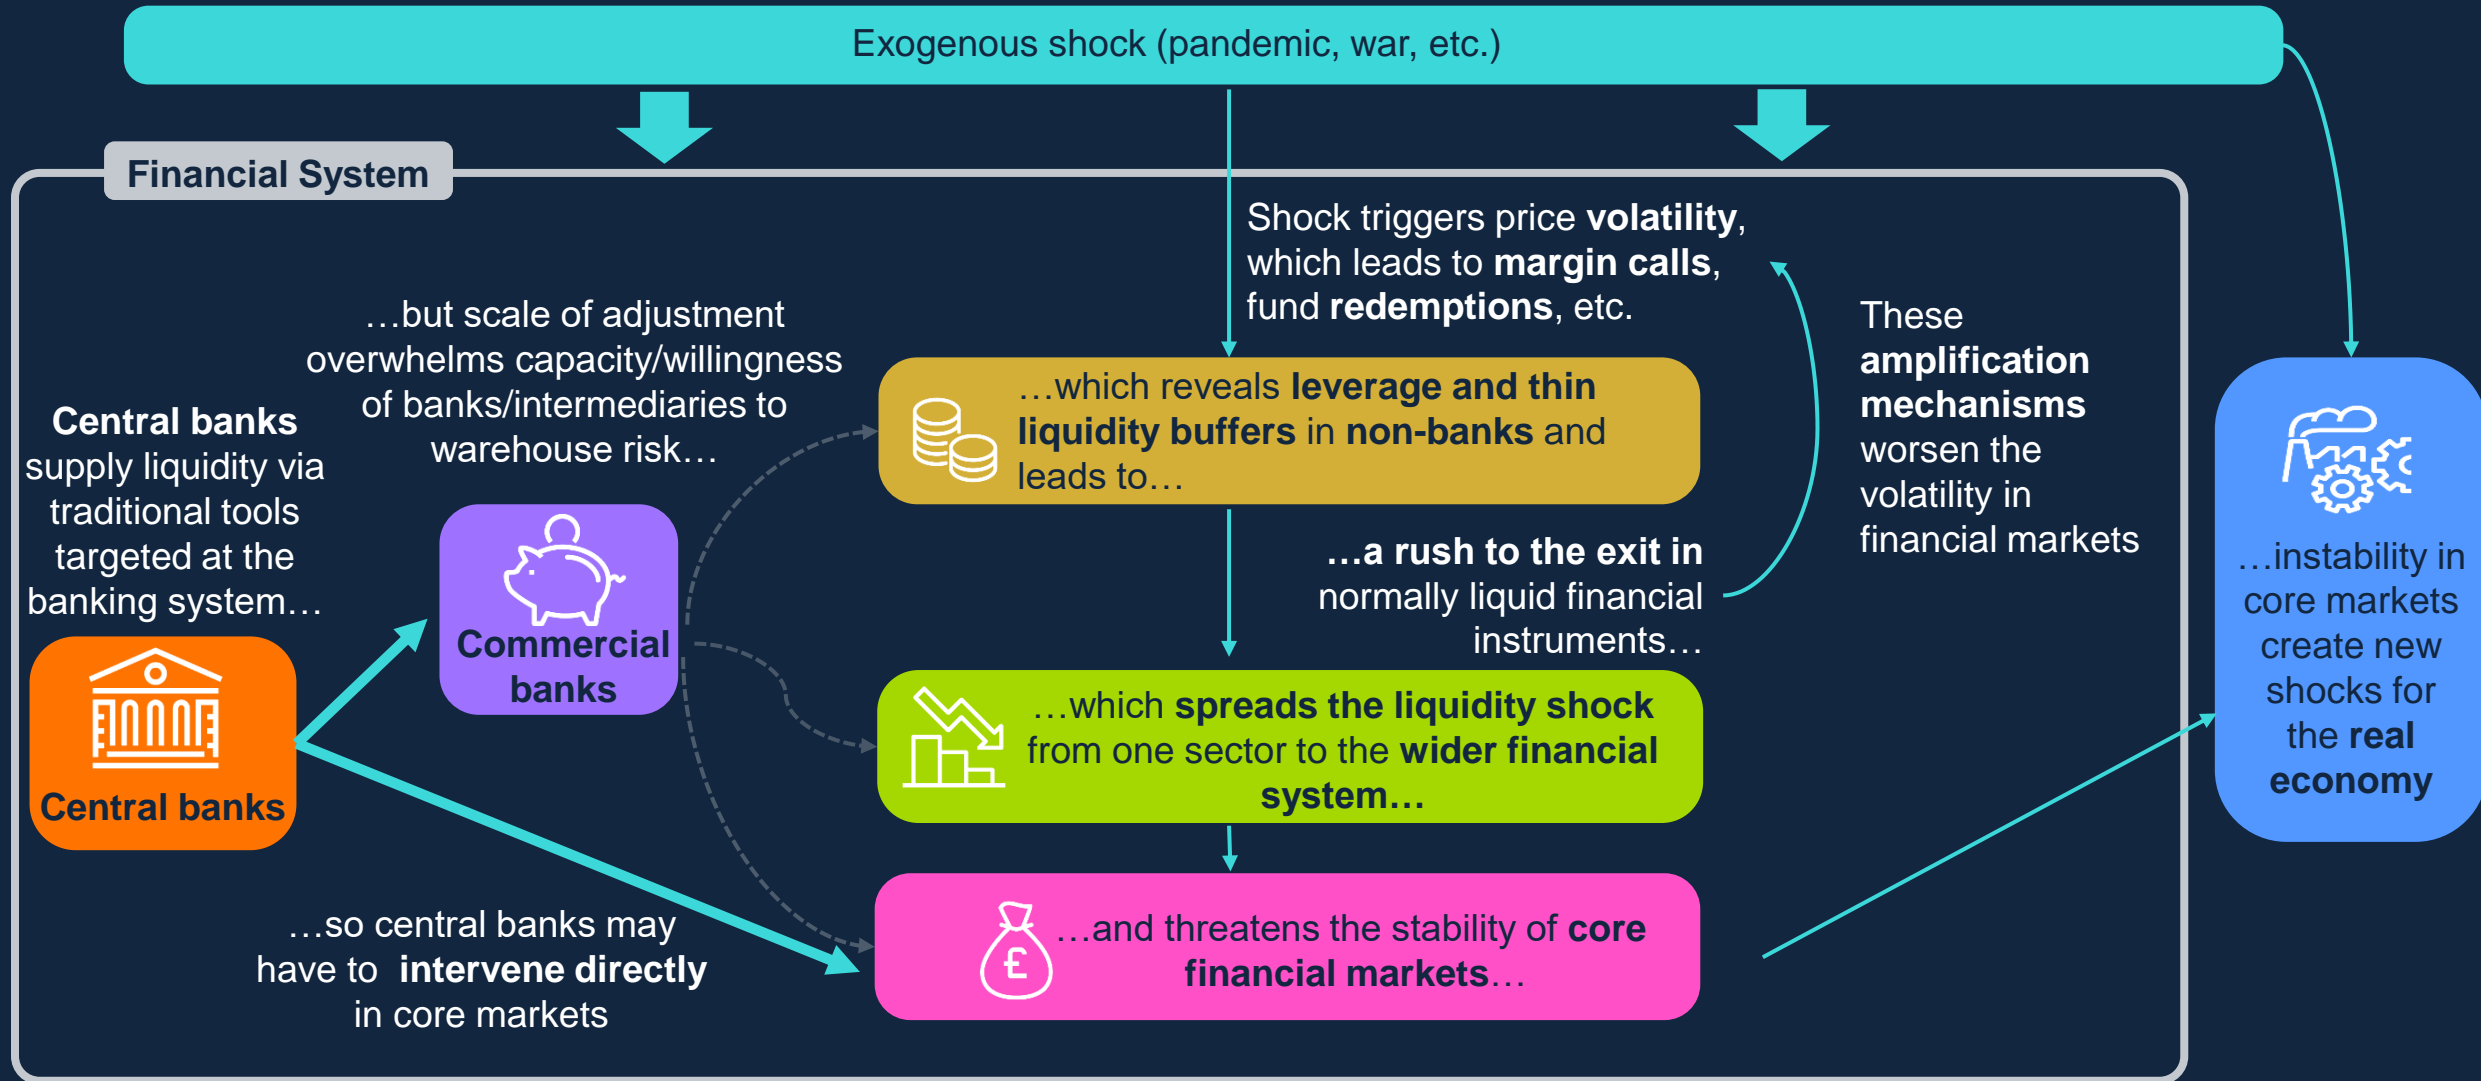 Exogenous shock (pandemic, war, etc.)
Financial System
Shock triggers price volatility,
which leads to margin calls,
fund redemptions, etc.
…but scale of adjustment
overwhelms capacity/willingness
of banks/intermediaries to
warehouse risk…
These
amplification
mechanisms
worsen the
volatility in
financial markets
Central banks
supply liquidity via
traditional tools
targeted at the
banking system…
…which reveals leverage and thin
liquidity buffers in non-banks and
leads to…
Commercial
banks
…a rush to the exit in
normally liquid financial
instruments…
Central banks
…which spreads the liquidity shock
from one sector to the wider financial
system…
…instability in
core markets
create new
shocks for
the real
economy
…so central banks may
have to intervene directly
in core markets
£
…and threatens the stability of core
financial markets…